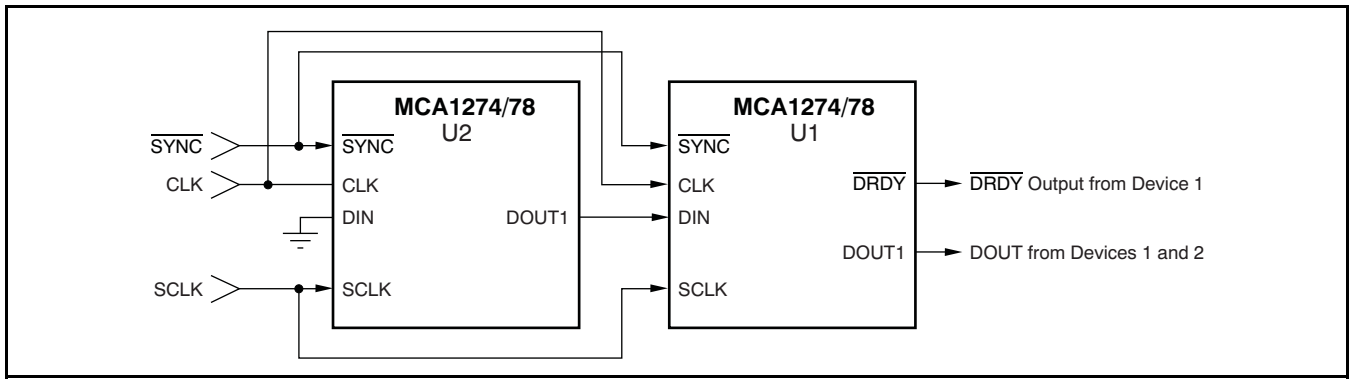 MCA1274/78
U2
MCA1274/78
U1
SYNC
SYNC
SYNC
CLK
CLK
CLK
DRDY
DRDY Output from Device 1
DIN
DOUT1
DIN
DOUT1
DOUT from Devices 1 and 2
SCLK
SCLK
SCLK